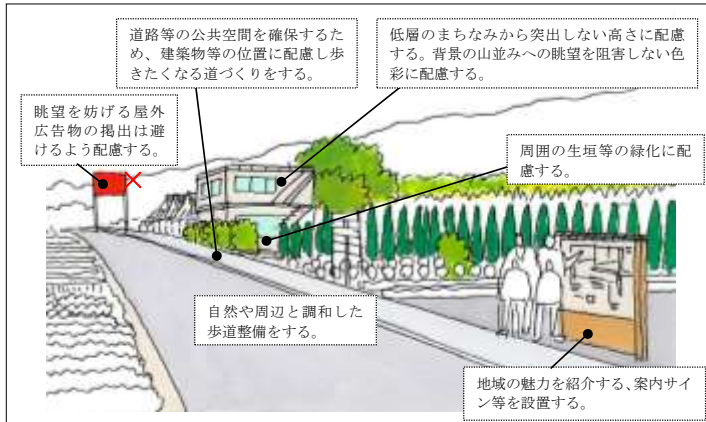 道路等の公共空間を確保するた
め、建築物等の位置に配慮し歩
きたくなる道づくりをする。
低層のまちなみから突出しない高さに配慮
する。背景の山並みへの眺望を阻害しない色
彩に配慮する。
眺望を妨げる屋外
広告物の掲出は避
けるよう配慮する。
周囲の生垣等の緑化に配
慮する。
自然や周辺と調和した
歩道整備をする。
地域の魅力を紹介する、案内サイ
ン等を設置する。